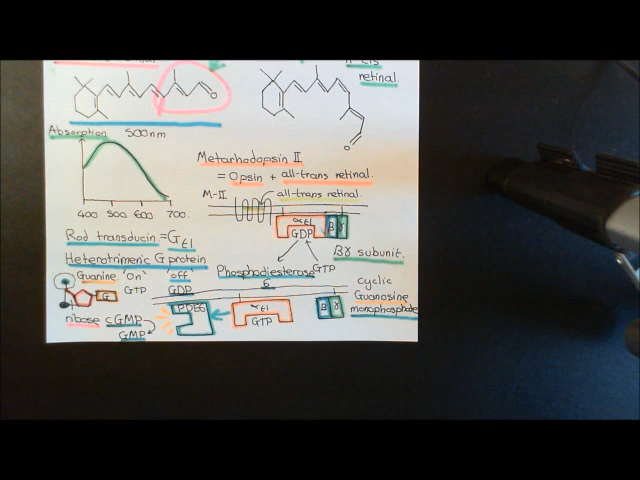 11-cis
retinal.
O
O
Absorption 500nm
400 500 600 700.
Metarhodopsin II
= Opsin + all-trans retinal.
M-II all-trans retinal.
αt1
GDP
β γ
Rod transducin = Gt1
Heterotrimeric G protein
βγ subunit.
GTP
Phosphodiesterase
6
Guanine 'On' 'off'
GTP GDP
G
ribose cGMP
GMP
PDE6
αt1
GTP
β γ
cyclic
Guanosine
monophosphate